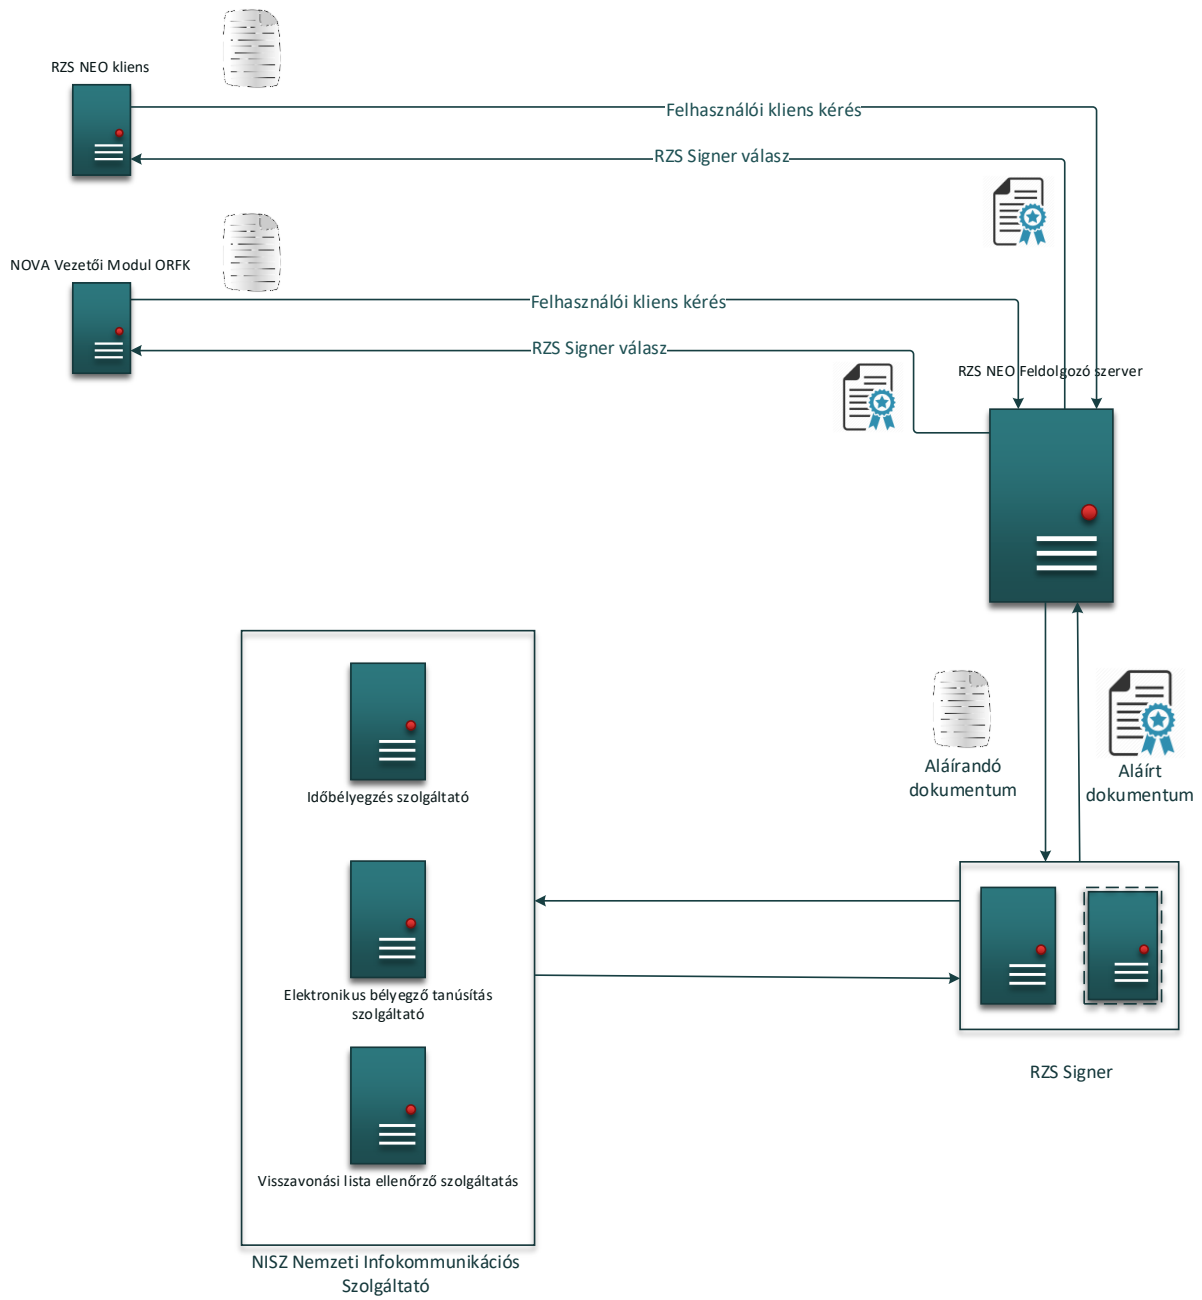 RZS NEO kliens
Felhasználói kliens kérés
RZS Signer válasz
NOVA Vezetői Modul ORFK
Felhasználói kliens kérés
RZS Signer válasz
RZS NEO Feldolgozó szerver
Aláírandó
dokumentum
Aláírt
dokumentum
Időbélyegzés szolgáltató
Elektronikus bélyegző tanúsítás
szolgáltató
RZS Signer
Visszavonási lista ellenőrző szolgáltatás
NISZ Nemzeti Infokommunikációs
Szolgáltató